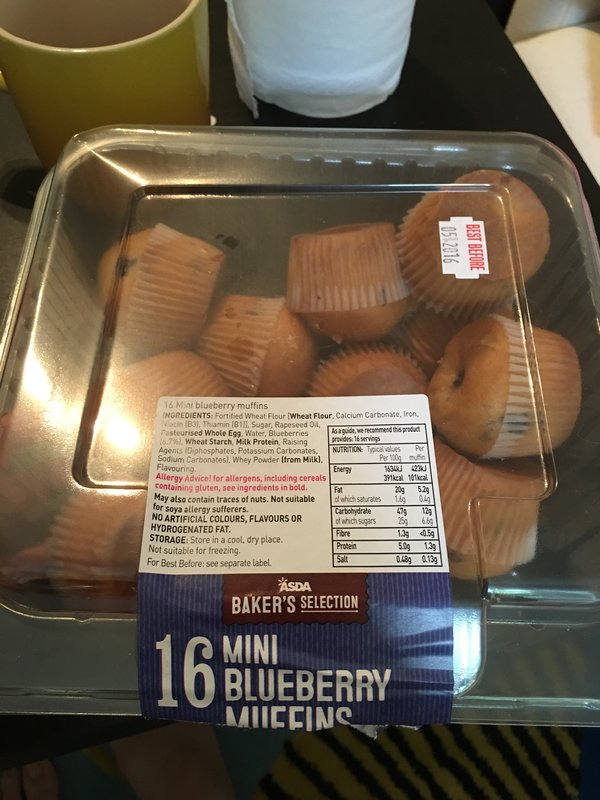 BEST BEFORE
05 2016
16 Mini blueberry muffins
INGREDIENTS: Fortified Wheat Flour [Wheat Flour, Calcium Carbonate, Iron,
Niacin (B3), Thiamin (B1)], Sugar, Rapeseed Oil,
Pasteurised Whole Egg, Water, Blueberries
(6.7%), Wheat Starch, Milk Protein, Raising
Agents (Diphosphates, Potassium Carbonates,
Sodium Carbonates), Whey Powder (from Milk),
Flavouring.
Allergy Advice! for allergens, including cereals
containing gluten, see ingredients in bold.
May also contain traces of nuts. Not suitable
for soya allergy sufferers.
NO ARTIFICIAL COLOURS, FLAVOURS OR
HYDROGENATED FAT.
STORAGE: Store in a cool, dry place.
Not suitable for freezing.
For Best Before: see separate label.
As a guide, we recommend this product
provides: 16 servings
NUTRITION: Typical values Per
Per 100g muffin
Energy 1634kJ 423kJ
391kcal 101kcal
Fat 20g 5.2g
of which saturates 1.6g 0.4g
Carbohydrate 47g 12g
of which sugars 25g 6.6g
Fibre 1.3g <0.5g
Protein 5.0g 1.3g
Salt 0.48g 0.13g
ASDA
BAKER'S SELECTION
16 MINI
BLUEBERRY
MUFFINS